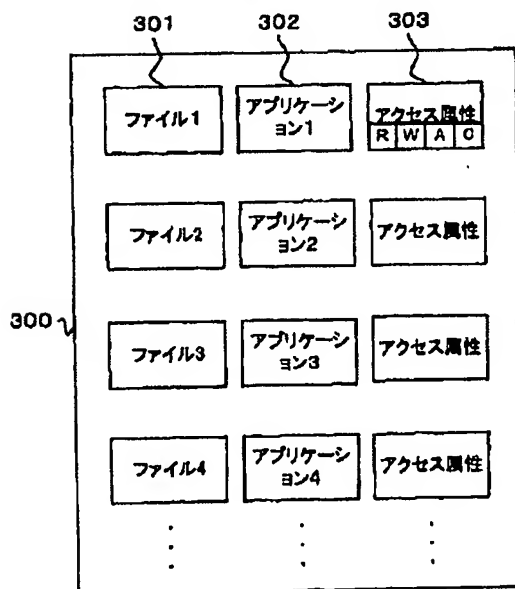 301 302 303
ファイル1 アプリケーション1 アクセス属性
R W A C
ファイル2 アプリケーション2 アクセス属性
300
ファイル3 アプリケーション3 アクセス属性
ファイル4 アプリケーション4 アクセス属性